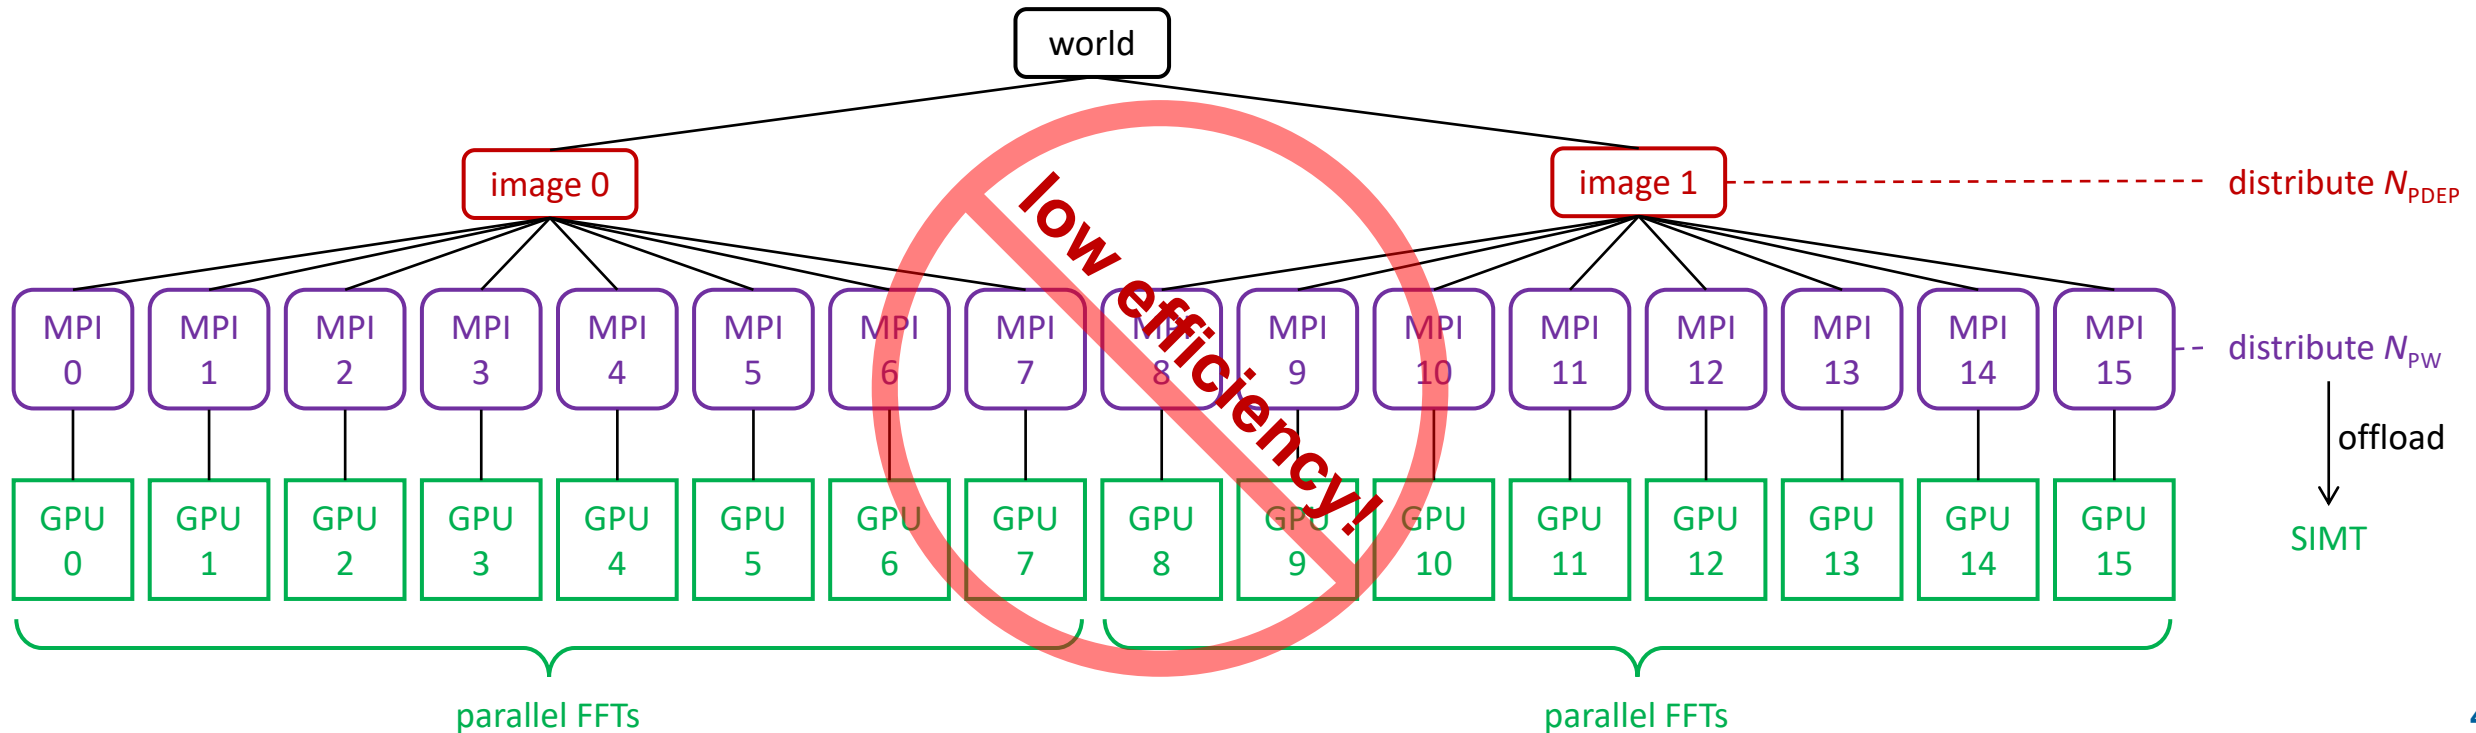 world
image 0
image 1
distribute N_PDEP
low efficiency!
MPI 0
MPI 1
MPI 2
MPI 3
MPI 4
MPI 5
MPI 6
MPI 7
MPI 8
MPI 9
MPI 10
MPI 11
MPI 12
MPI 13
MPI 14
MPI 15
distribute N_PW
offload
GPU 0
GPU 1
GPU 2
GPU 3
GPU 4
GPU 5
GPU 6
GPU 7
GPU 8
GPU 9
GPU 10
GPU 11
GPU 12
GPU 13
GPU 14
GPU 15
SIMT
parallel FFTs
parallel FFTs